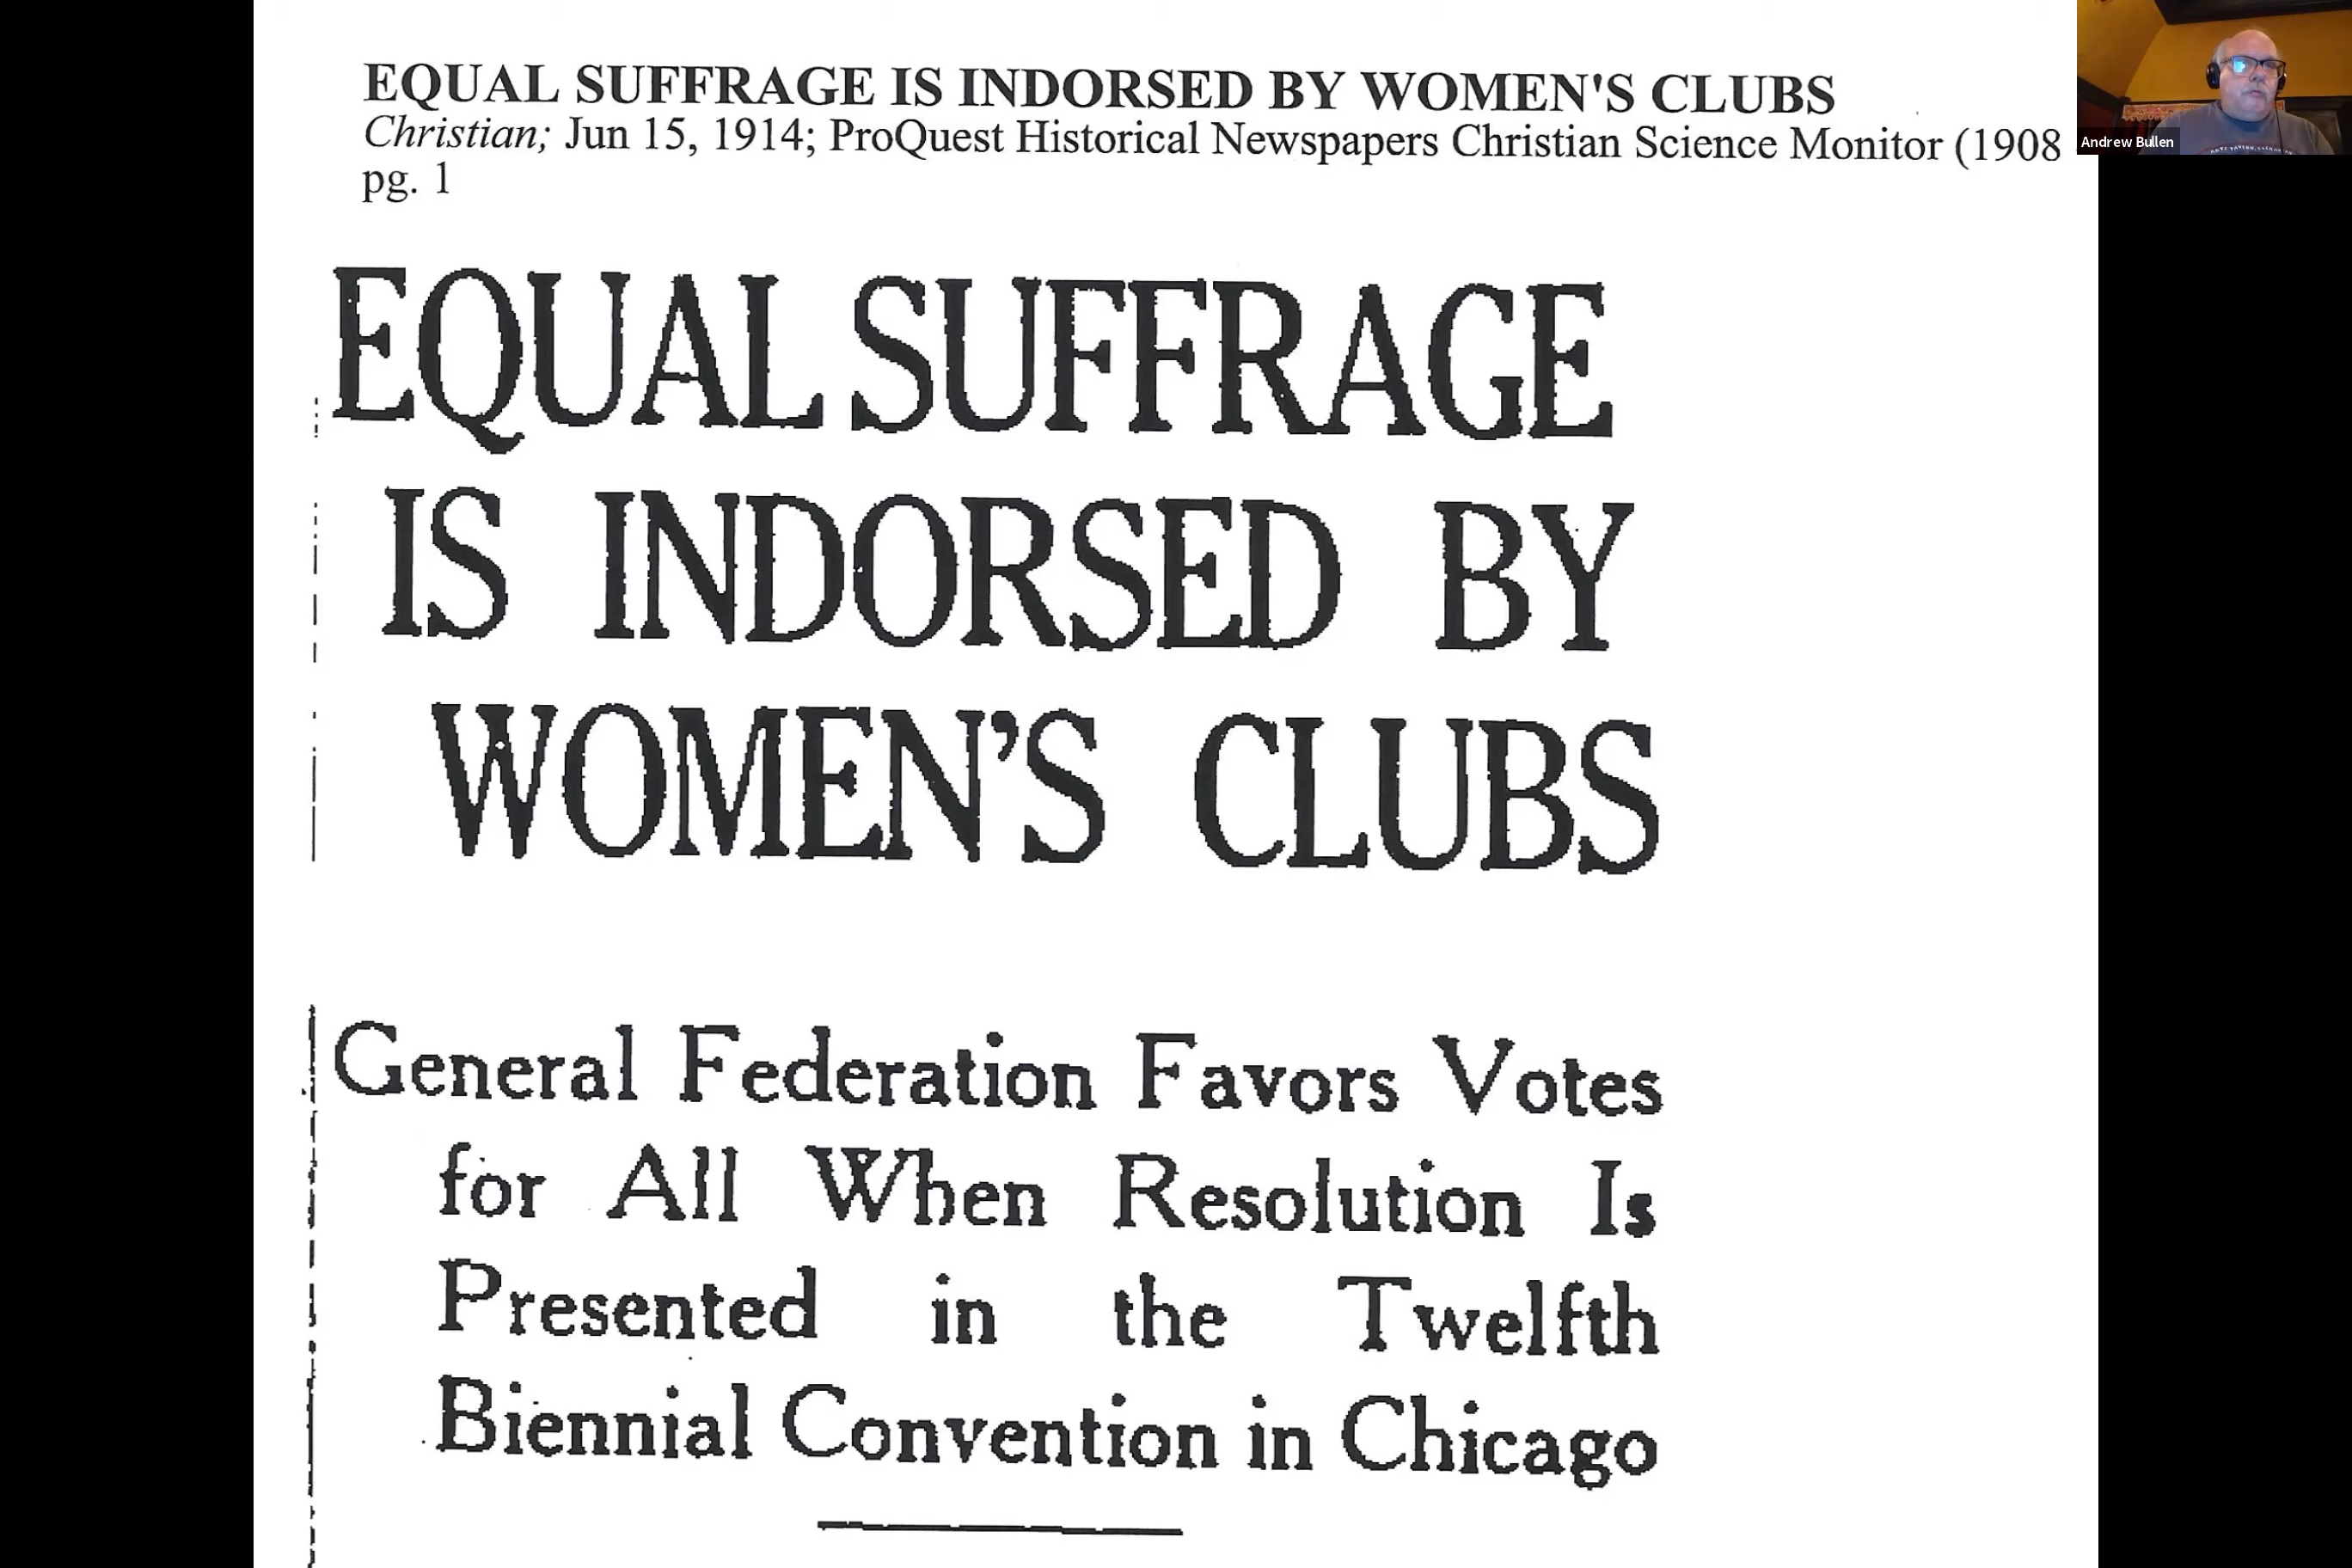 EQUAL SUFFRAGE IS INDORSED BY WOMEN'S CLUBS
Christian; Jun 15, 1914; ProQuest Historical Newspapers Christian Science Monitor (1908
pg. 1
EQUAL SUFFRAGE
IS INDORSED BY
WOMEN'S CLUBS
General Federation Favors Votes
for All When Resolution Is
Presented in the Twelfth
Biennial Convention in Chicago
Andrew Bullen